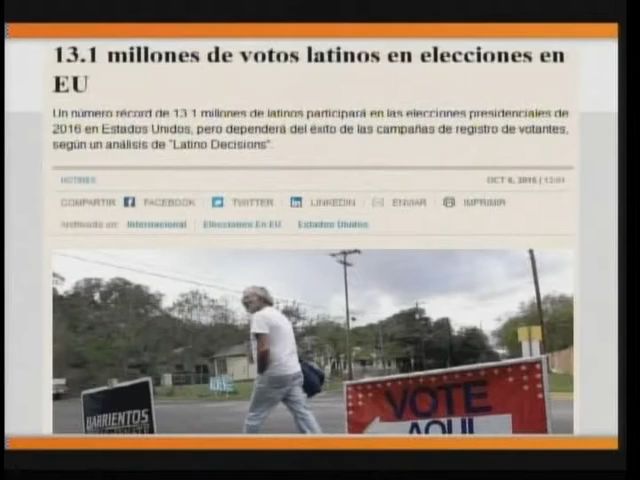 13.1 millones de votos latinos en elecciones en
EU
Un número récord de 13.1 millones de latinos participará en las elecciones presidenciales de
2016 en Estados Unidos, pero dependerá del éxito de las campañas de registro de votantes,
según un análisis de "Latino Decisions".
NOTIMEX OCT 6, 2016 |
COMPARTIR FACEBOOK TWITTER LINKEDIN ENVIAR IMPRIMIR
Archivado en: Internacional Elecciones En EU Estados Unidos
BARRIENTOS
VOTE
AQUI